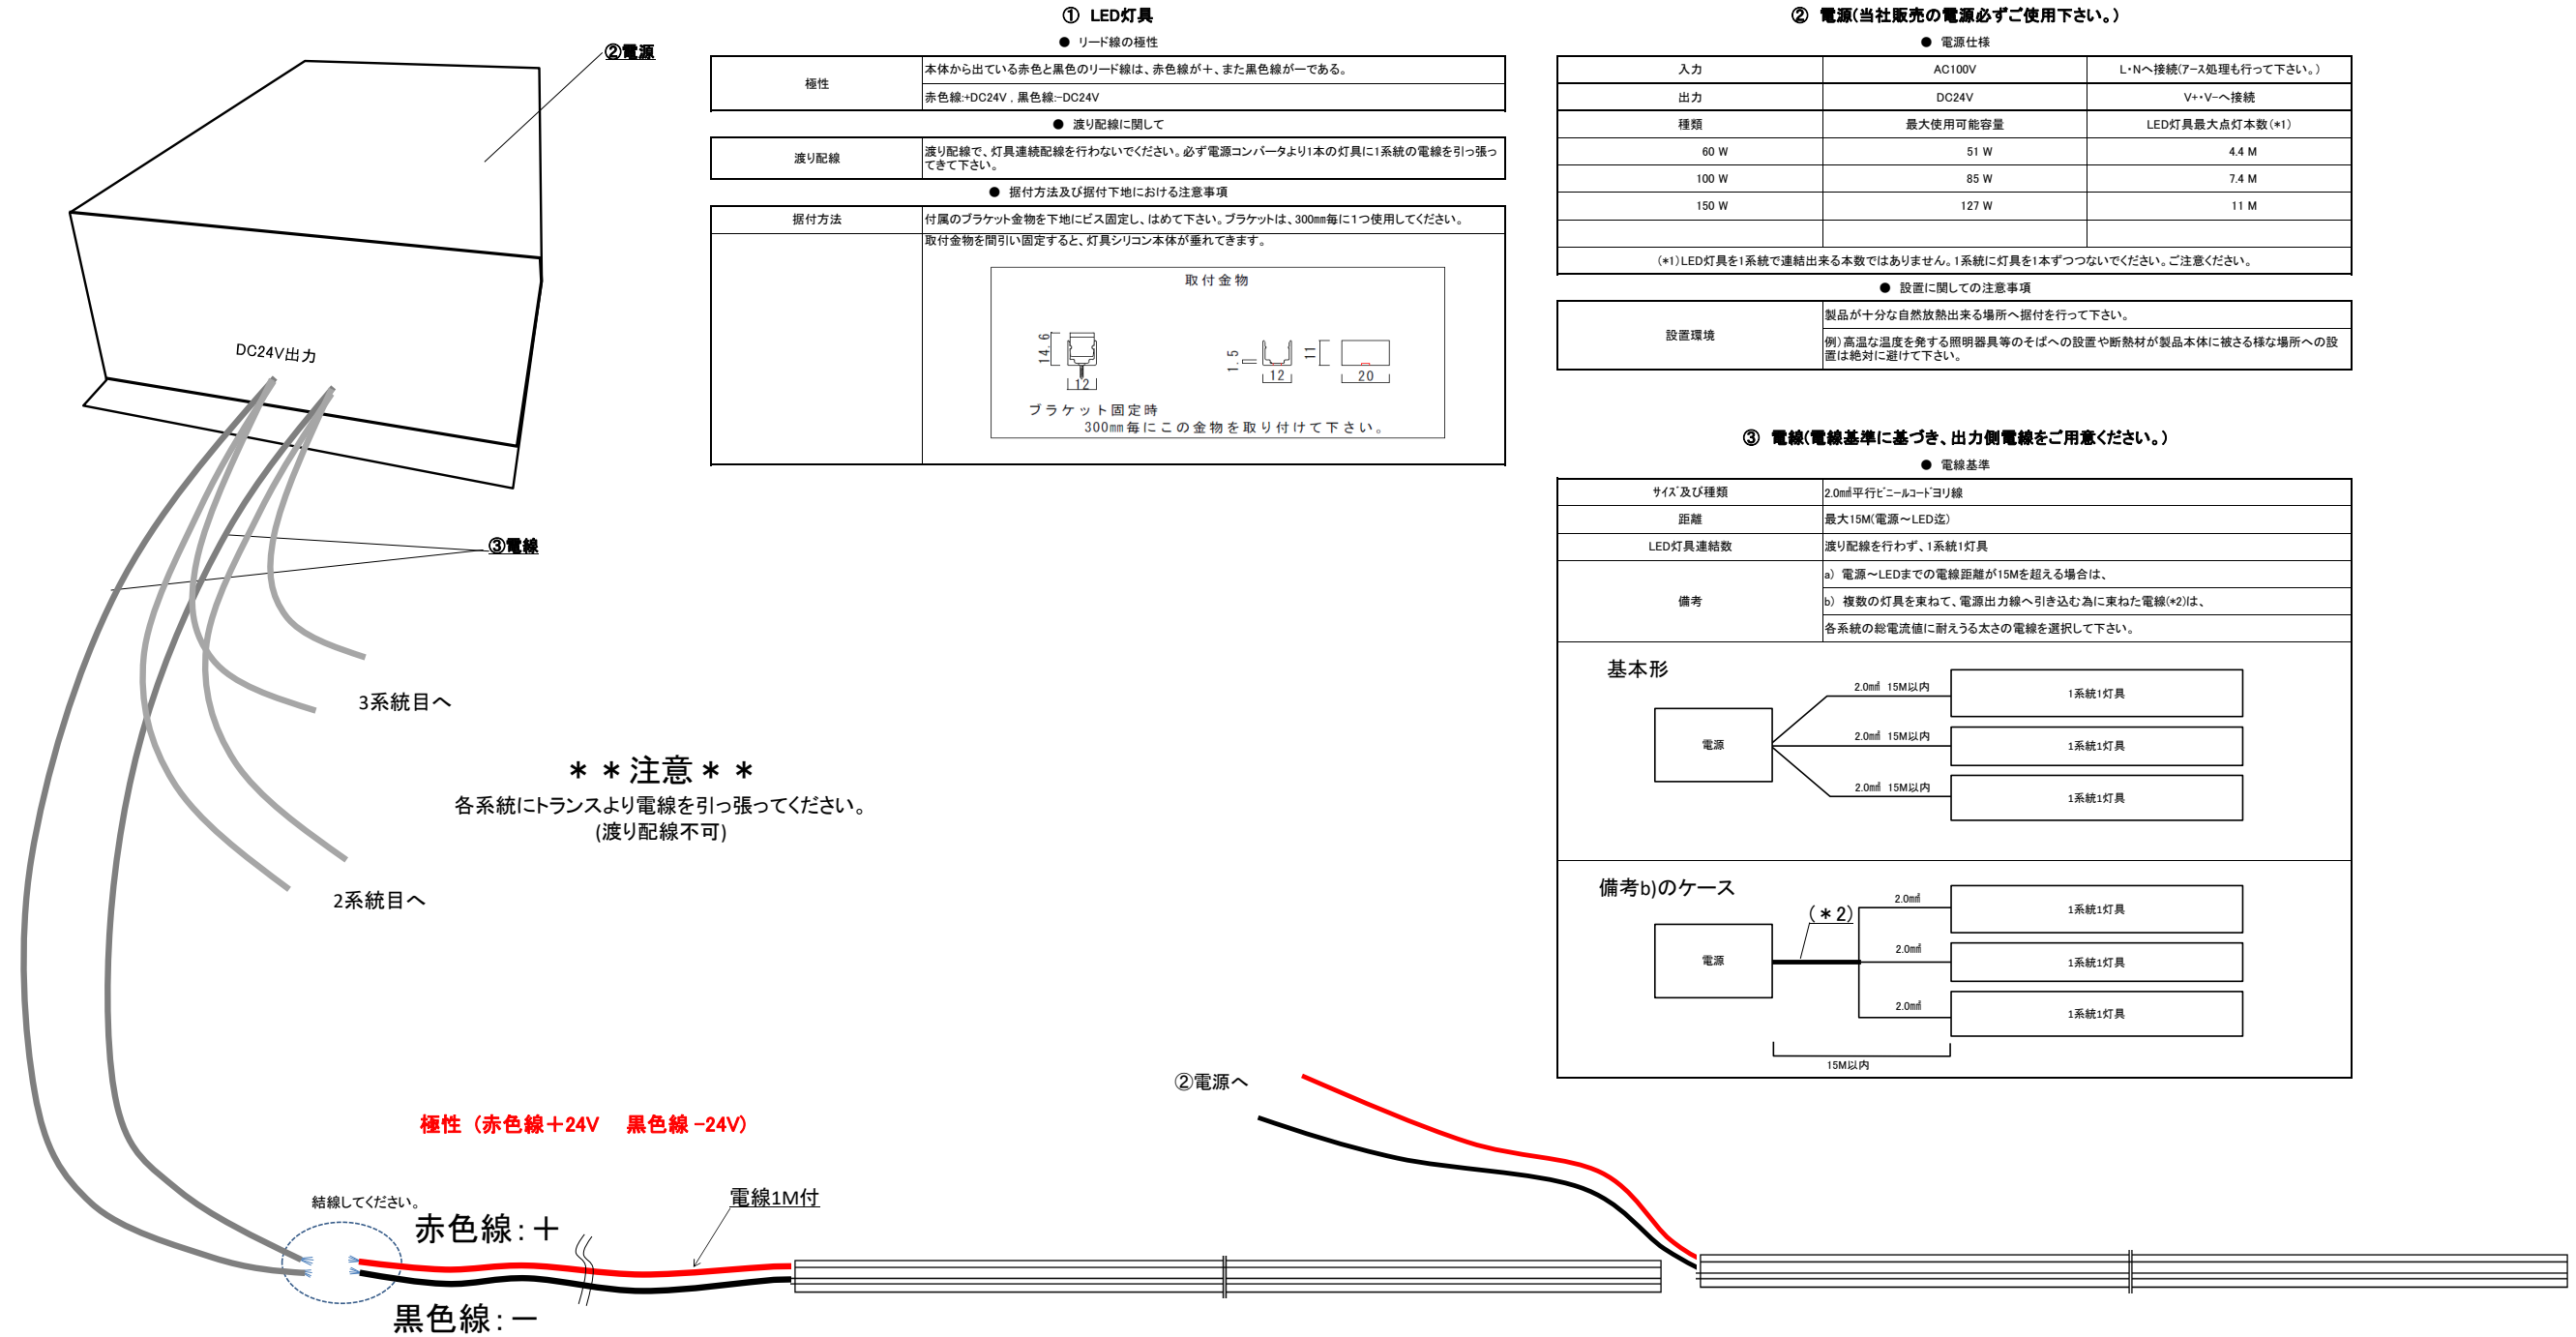 ②電源
DC24V出力
③電線
3系統目へ
2系統目へ
＊＊注意＊＊
各系統にトランスより電線を引っ張ってください。
(渡り配線不可)
① LED灯具
● リード線の極性
極性
本体から出ている赤色と黒色のリード線は、赤色線が＋、また黒色線が－である。
赤色線:+DC24V , 黒色線:-DC24V
● 渡り配線に関して
渡り配線
渡り配線で、灯具連続配線を行わないでください。必ず電源コンバータより1本の灯具に1系統の電線を引っ張っ
てきて下さい。
● 据付方法及び据付下地における注意事項
据付方法
付属のブラケット金物を下地にビス固定し、はめて下さい。ブラケットは、300㎜毎に1つ使用してください。
取付金物を間引い固定すると、灯具シリコン本体が垂れてきます。
取付金物
14.6
12
1.5
12
11
20
ブラケット固定時
300㎜毎にこの金物を取り付けて下さい。
② 電源(当社販売の電源必ずご使用下さい。)
● 電源仕様
入力 AC100V L・Nへ接続(アース処理も行って下さい。)
出力 DC24V V+・V-へ接続
種類 最大使用可能容量 LED灯具最大点灯本数(*1)
60 W 51 W 4.4 M
100 W 85 W 7.4 M
150 W 127 W 11 M
(*1)LED灯具を1系統で連結出来る本数ではありません。1系統に灯具を1本ずつつないでください。ご注意ください。
● 設置に関しての注意事項
設置環境
製品が十分な自然放熱出来る場所へ据付を行って下さい。
例)高温な温度を発する照明器具等のそばへの設置や断熱材が製品本体に被さる様な場所への設
置は絶対に避けて下さい。
③ 電線(電線基準に基づき、出力側電線をご用意ください。)
● 電線基準
サイズ及び種類 2.0㎟平行ビニールコードヨリ線
距離 最大15M(電源～LED迄)
LED灯具連結数 渡り配線を行わず、1系統1灯具
備考
a) 電源～LEDまでの電線距離が15Mを超える場合は、
b) 複数の灯具を束ねて、電源出力線へ引き込む為に束ねた電線(*2)は、
各系統の総電流値に耐えうる太さの電線を選択して下さい。
基本形
電源
2.0㎟ 15M以内
1系統1灯具
2.0㎟ 15M以内
1系統1灯具
2.0㎟ 15M以内
1系統1灯具
備考b)のケース
(＊2)
電源
2.0㎟
1系統1灯具
2.0㎟
1系統1灯具
2.0㎟
1系統1灯具
15M以内
②電源へ
極性 (赤色線＋24V 黒色線 -24V)
結線してください。
赤色線：＋
電線1M付
黒色線：－